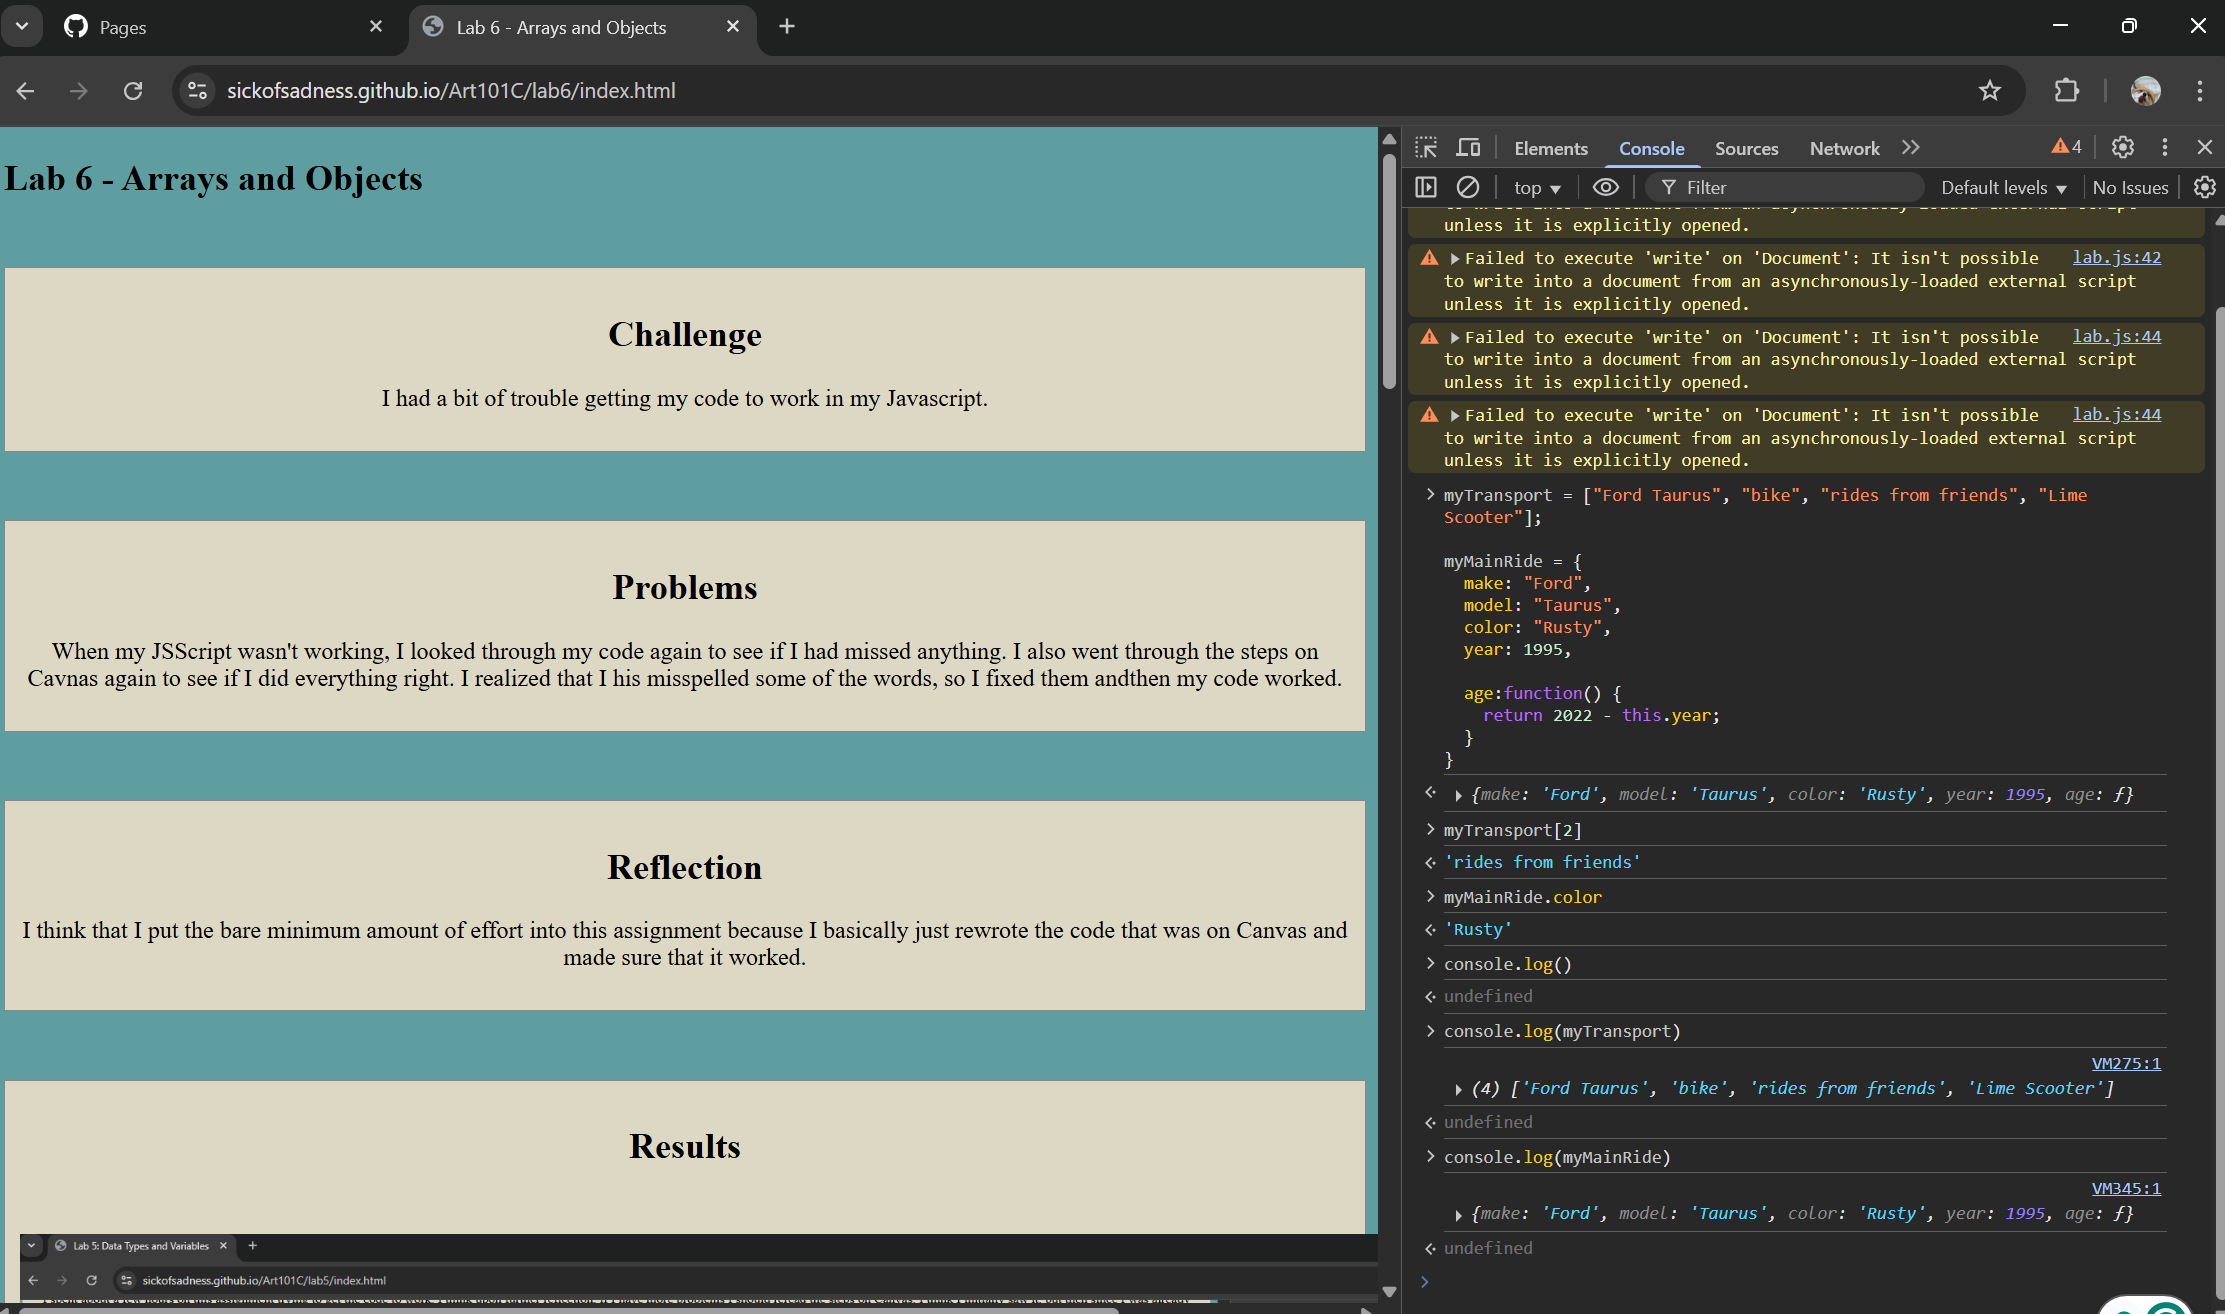 Pages
Lab 6 - Arrays and Objects
sickofsadness.github.io/Art101C/lab6/index.html
Lab 6 - Arrays and Objects
Challenge
I had a bit of trouble getting my code to work in my Javascript.
Problems
When my JSScript wasn't working, I looked through my code again to see if I had missed anything. I also went through the steps on
Cavnas again to see if I did everything right. I realized that I his misspelled some of the words, so I fixed them andthen my code worked.
Reflection
I think that I put the bare minimum amount of effort into this assignment because I basically just rewrote the code that was on Canvas and
made sure that it worked.
Results
Lab 5: Data Types and Variables
sickofsadness.github.io/Art101C/lab5/index.html
Elements Console Sources Network 4
top Filter Default levels No Issues
unless it is explicitly opened.
Failed to execute 'write' on 'Document': It isn't possible lab.js:42
to write into a document from an asynchronously-loaded external script
unless it is explicitly opened.
Failed to execute 'write' on 'Document': It isn't possible lab.js:44
to write into a document from an asynchronously-loaded external script
unless it is explicitly opened.
Failed to execute 'write' on 'Document': It isn't possible lab.js:44
to write into a document from an asynchronously-loaded external script
unless it is explicitly opened.
myTransport = ["Ford Taurus", "bike", "rides from friends", "Lime
Scooter"];
myMainRide = {
make: "Ford",
model: "Taurus",
color: "Rusty",
year: 1995,
age:function() {
return 2022 - this.year;
}
}
{make: 'Ford', model: 'Taurus', color: 'Rusty', year: 1995, age: ƒ}
myTransport[2]
'rides from friends'
myMainRide.color
'Rusty'
console.log()
undefined
console.log(myTransport)
VM275:1
(4) ['Ford Taurus', 'bike', 'rides from friends', 'Lime Scooter']
undefined
console.log(myMainRide)
VM345:1
{make: 'Ford', model: 'Taurus', color: 'Rusty', year: 1995, age: ƒ}
undefined